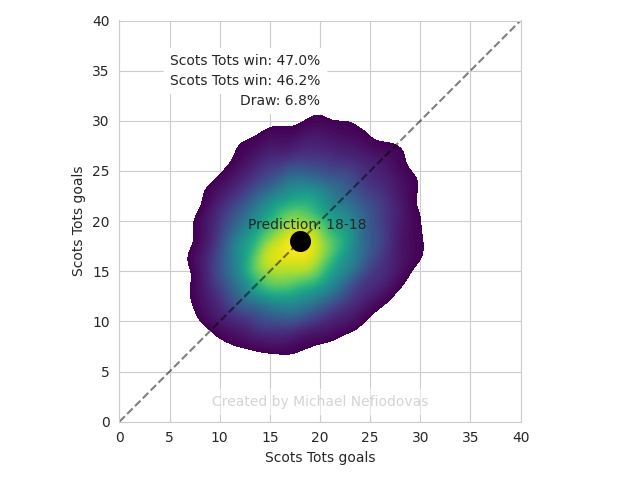 40
35
30
25
20
15
10
5
0
Scots Tots goals
Scots Tots win: 47.0%
Scots Tots win: 46.2%
Draw: 6.8%
Prediction: 18-18
Created by Michael Nefiodovas
0 5 10 15 20 25 30 35 40
Scots Tots goals